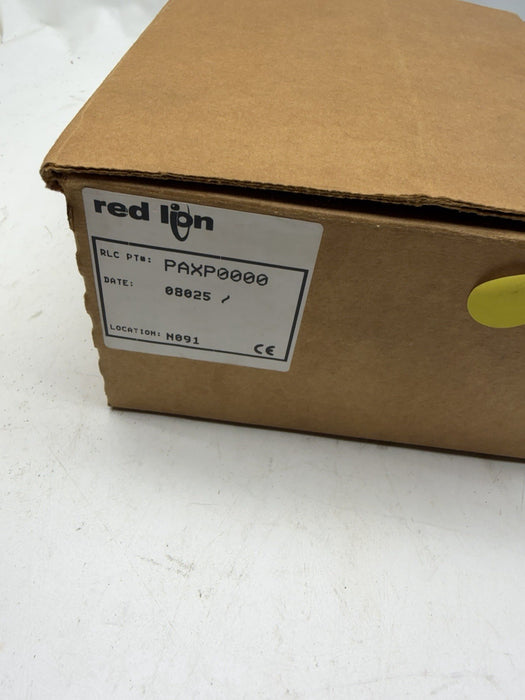 red lion
RLC PT#: PAXP0000
DATE: 08025 /
LOCATION: N091
CE